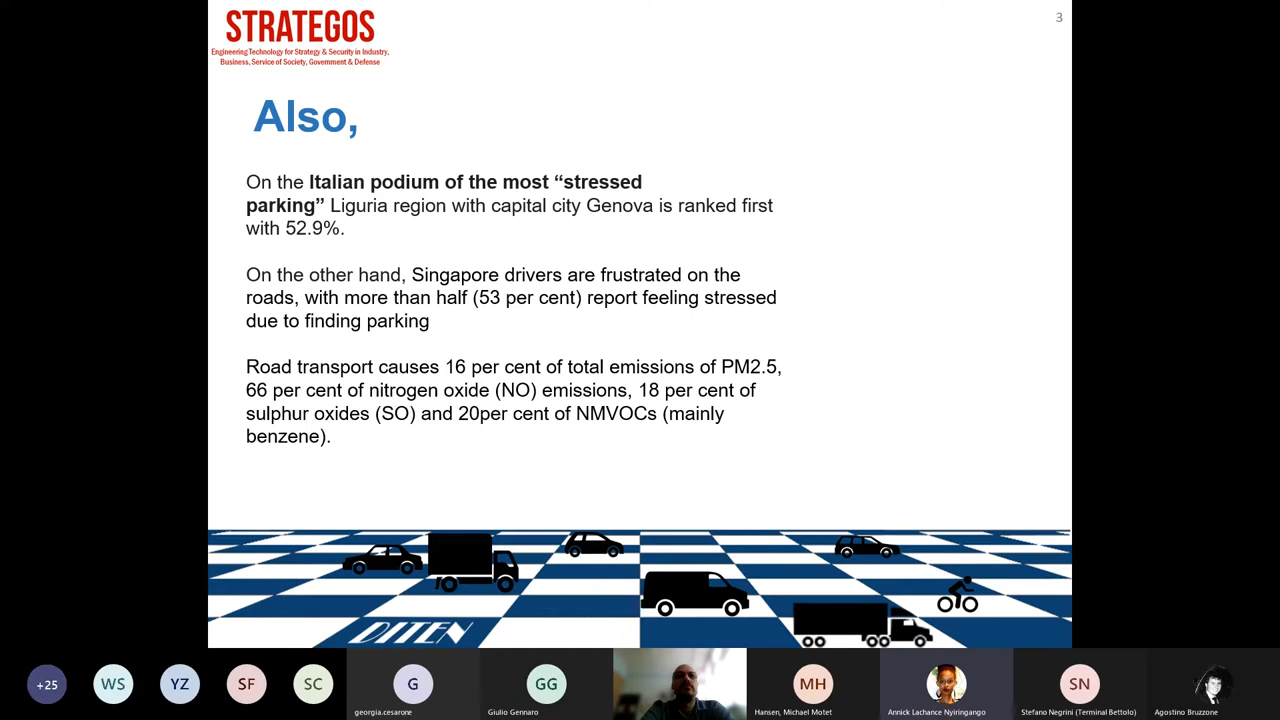 STRATEGOS
Engineering Technology for Strategy & Security in Industry,
Business, Service of Society, Government & Defense
3
Also,
On the Italian podium of the most “stressed
parking” Liguria region with capital city Genova is ranked first
with 52.9%.
On the other hand, Singapore drivers are frustrated on the
roads, with more than half (53 per cent) report feeling stressed
due to finding parking
Road transport causes 16 per cent of total emissions of PM2.5,
66 per cent of nitrogen oxide (NO) emissions, 18 per cent of
sulphur oxides (SO) and 20per cent of NMVOCs (mainly
benzene).
DITEN
+25
WS
YZ
SF
SC
G
georgia.cesarone
GG
Giulio Gennaro
MH
Hansen, Michael Motet
Annick Lachance Nyiringango
SN
Stefano Negrini (Terminal Bettolo)
Agostino Bruzzone